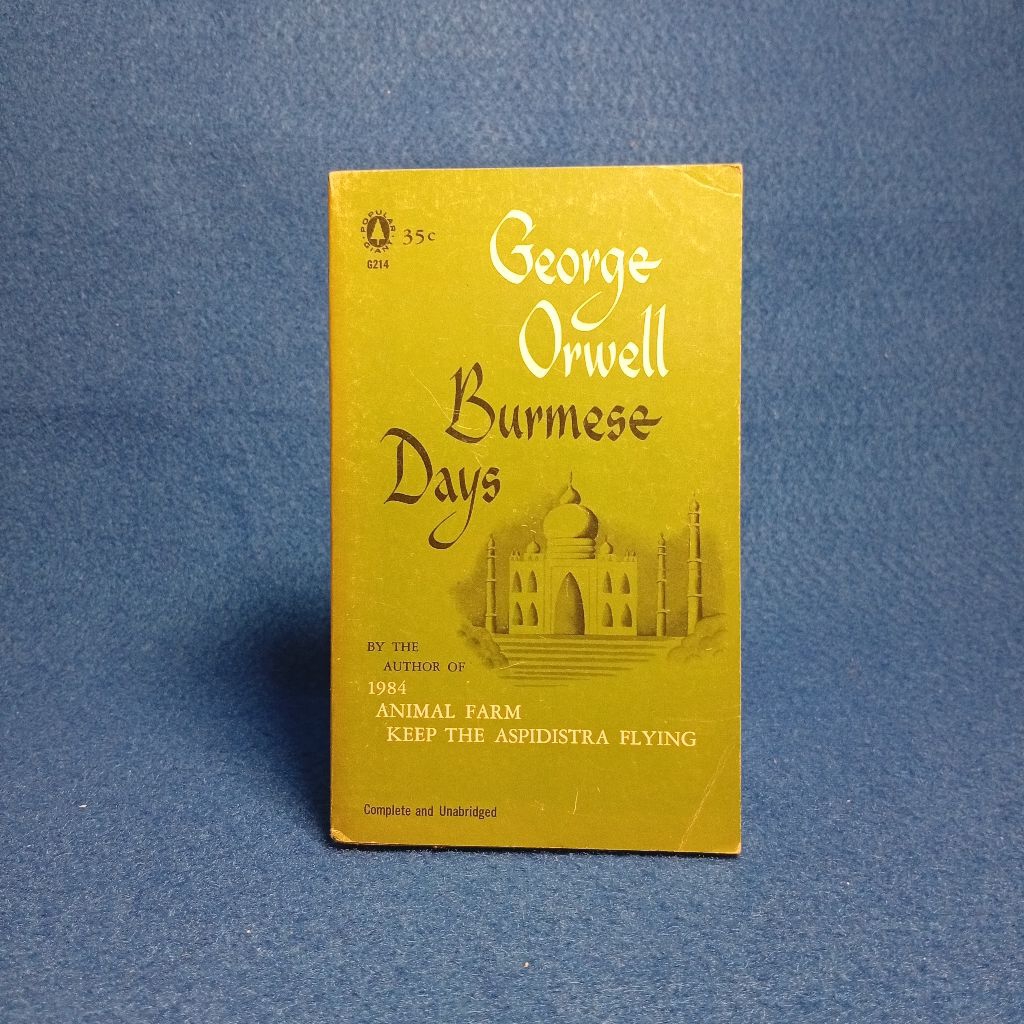 POPULAR GIANT
35c
G214
George
Orwell
Burmese
Days
BY THE
AUTHOR OF
1984
ANIMAL FARM
KEEP THE ASPIDISTRA FLYING
Complete and Unabridged